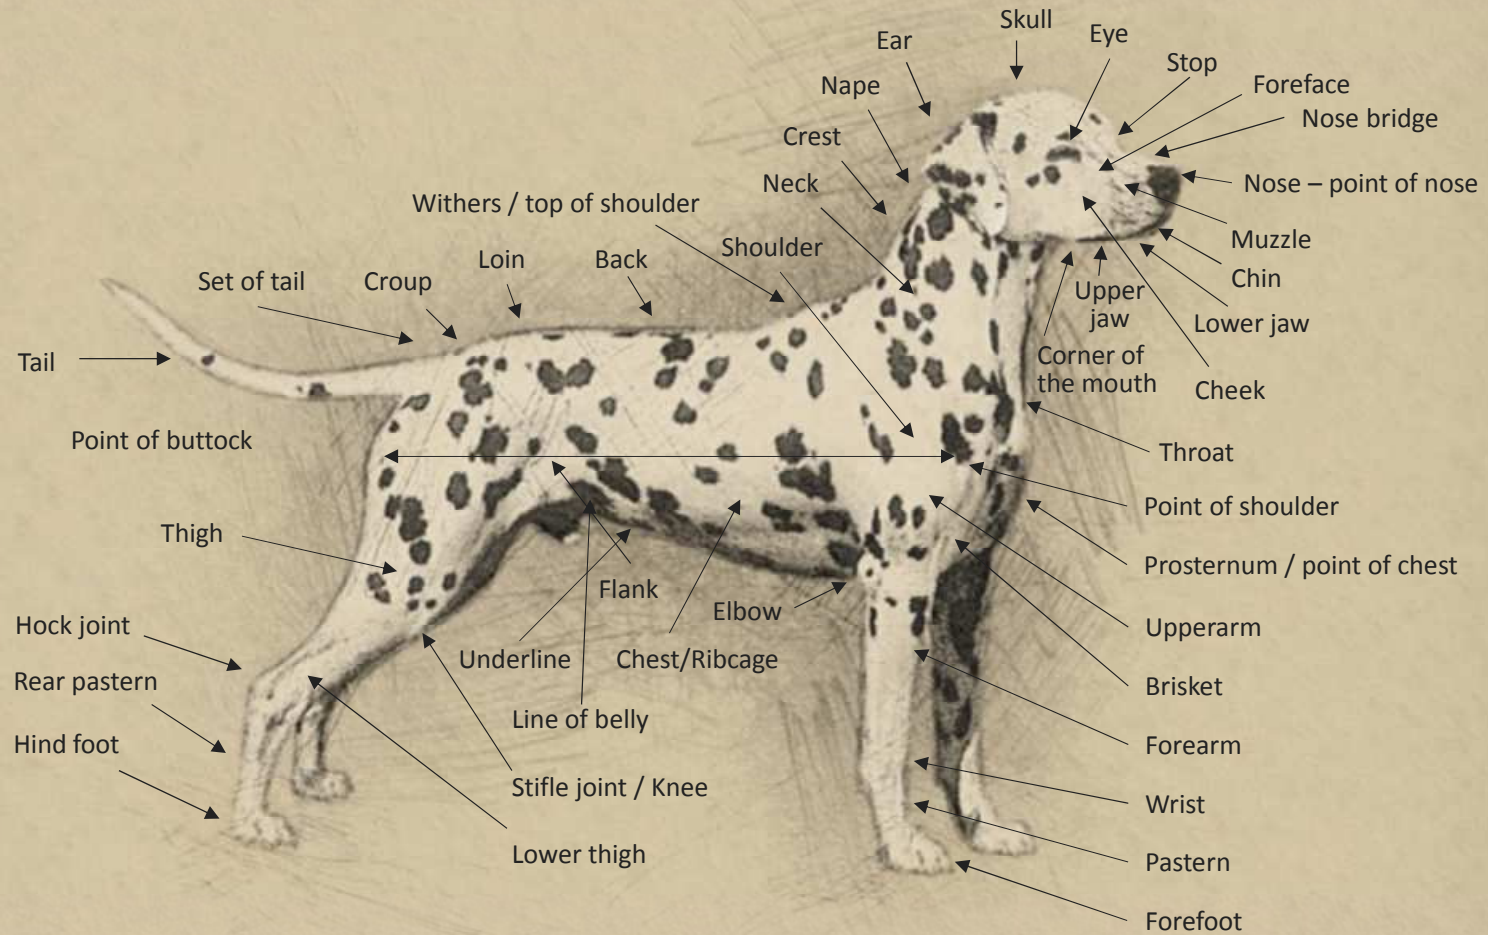 Skull
Ear
Eye
Stop
Nape
Foreface
Nose bridge
Crest
Neck
Nose – point of nose
Withers / top of shoulder
Muzzle
Shoulder
Loin
Back
Chin
Set of tail
Croup
Upper
jaw
Lower jaw
Tail
Corner of
the mouth
Cheek
Point of buttock
Throat
Point of shoulder
Thigh
Prosternum / point of chest
Flank
Elbow
Hock joint
Upperarm
Underline
Chest/Ribcage
Rear pastern
Brisket
Line of belly
Hind foot
Forearm
Stifle joint / Knee
Wrist
Lower thigh
Pastern
Forefoot